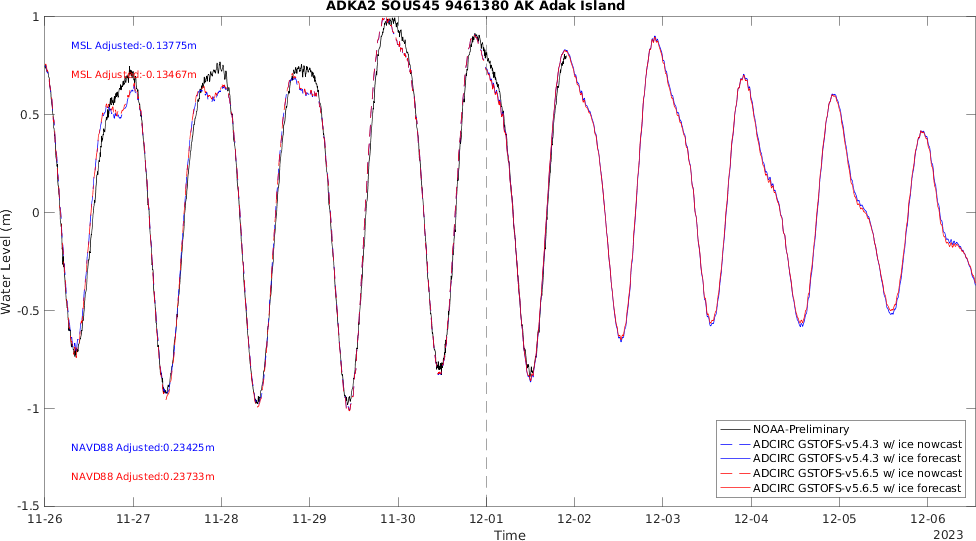 ADKA2 SOUS45 9461380 AK Adak Island
MSL Adjusted:-0.13775m
MSL Adjusted:-0.13467m
NAVD88 Adjusted:0.23425m
NAVD88 Adjusted:0.23733m
1
0.5
0
-0.5
-1
-1.5
Water Level (m)
NOAA-Preliminary
ADCIRC GSTOFS-v5.4.3 w/ ice nowcast
ADCIRC GSTOFS-v5.4.3 w/ ice forecast
ADCIRC GSTOFS-v5.6.5 w/ ice nowcast
ADCIRC GSTOFS-v5.6.5 w/ ice forecast
11-26 11-27 11-28 11-29 11-30 12-01 12-02 12-03 12-04 12-05 12-06
Time
2023